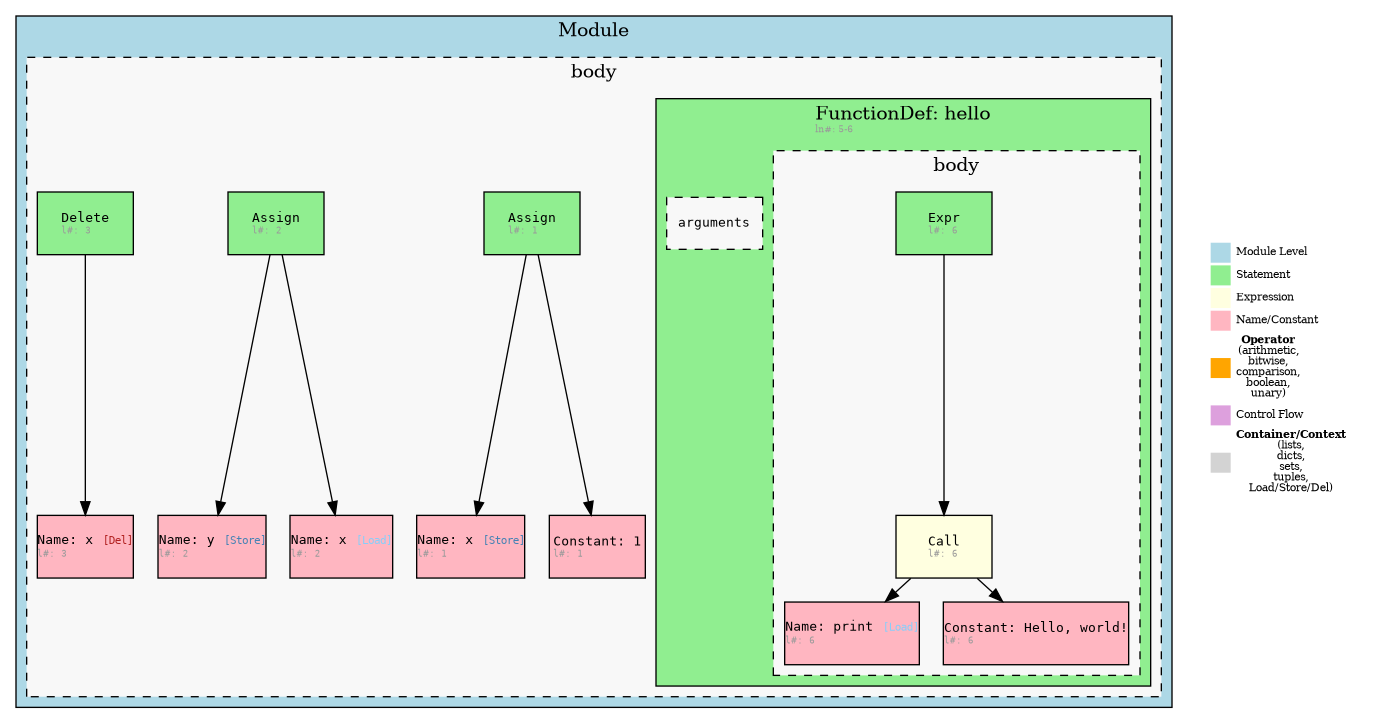 Module
body
FunctionDef: hello
ln#: 5-6
body
Delete
l#: 3
Assign
l#: 2
Assign
l#: 1
arguments
Expr
l#: 6
Name: x [Del]
l#: 3
Name: y [Store]
l#: 2
Name: x [Load]
l#: 2
Name: x [Store]
l#: 1
Constant: 1
l#: 1
Call
l#: 6
Name: print [Load]
l#: 6
Constant: Hello, world!
l#: 6
Module Level
Statement
Expression
Name/Constant
Operator
(arithmetic,
bitwise,
comparison,
boolean,
unary)
Control Flow
Container/Context
(lists,
dicts,
sets,
tuples,
Load/Store/Del)